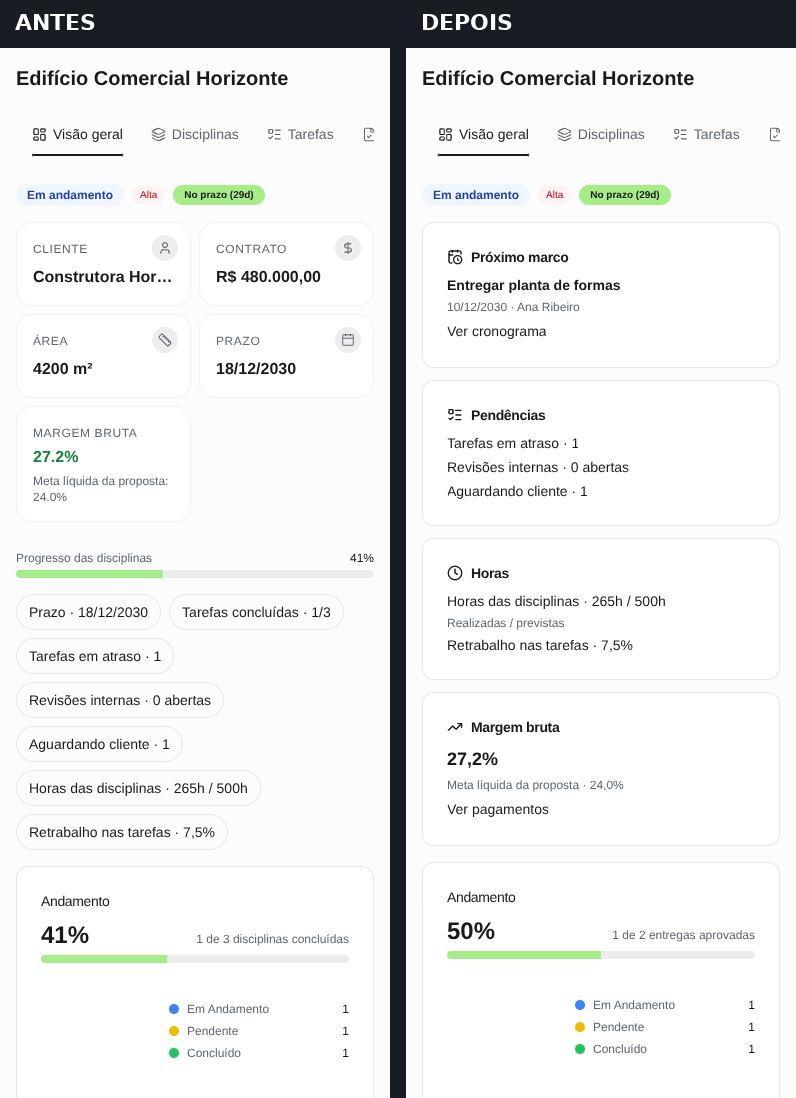 ANTES
Edifício Comercial Horizonte
Visão geral
Disciplinas
Tarefas
Em andamento
Alta
No prazo (29d)
CLIENTE
Construtora Hor…
CONTRATO
R$ 480.000,00
ÁREA
4200 m²
PRAZO
18/12/2030
MARGEM BRUTA
27.2%
Meta líquida da proposta:
24.0%
Progresso das disciplinas
41%
Prazo · 18/12/2030
Tarefas concluídas · 1/3
Tarefas em atraso · 1
Revisões internas · 0 abertas
Aguardando cliente · 1
Horas das disciplinas · 265h / 500h
Retrabalho nas tarefas · 7,5%
Andamento
41%
1 de 3 disciplinas concluídas
Em Andamento 1
Pendente 1
Concluído 1
DEPOIS
Edifício Comercial Horizonte
Visão geral
Disciplinas
Tarefas
Em andamento
Alta
No prazo (29d)
Próximo marco
Entregar planta de formas
10/12/2030 · Ana Ribeiro
Ver cronograma
Pendências
Tarefas em atraso · 1
Revisões internas · 0 abertas
Aguardando cliente · 1
Horas
Horas das disciplinas · 265h / 500h
Realizadas / previstas
Retrabalho nas tarefas · 7,5%
Margem bruta
27,2%
Meta líquida da proposta · 24,0%
Ver pagamentos
Andamento
50%
1 de 2 entregas aprovadas
Em Andamento 1
Pendente 1
Concluído 1